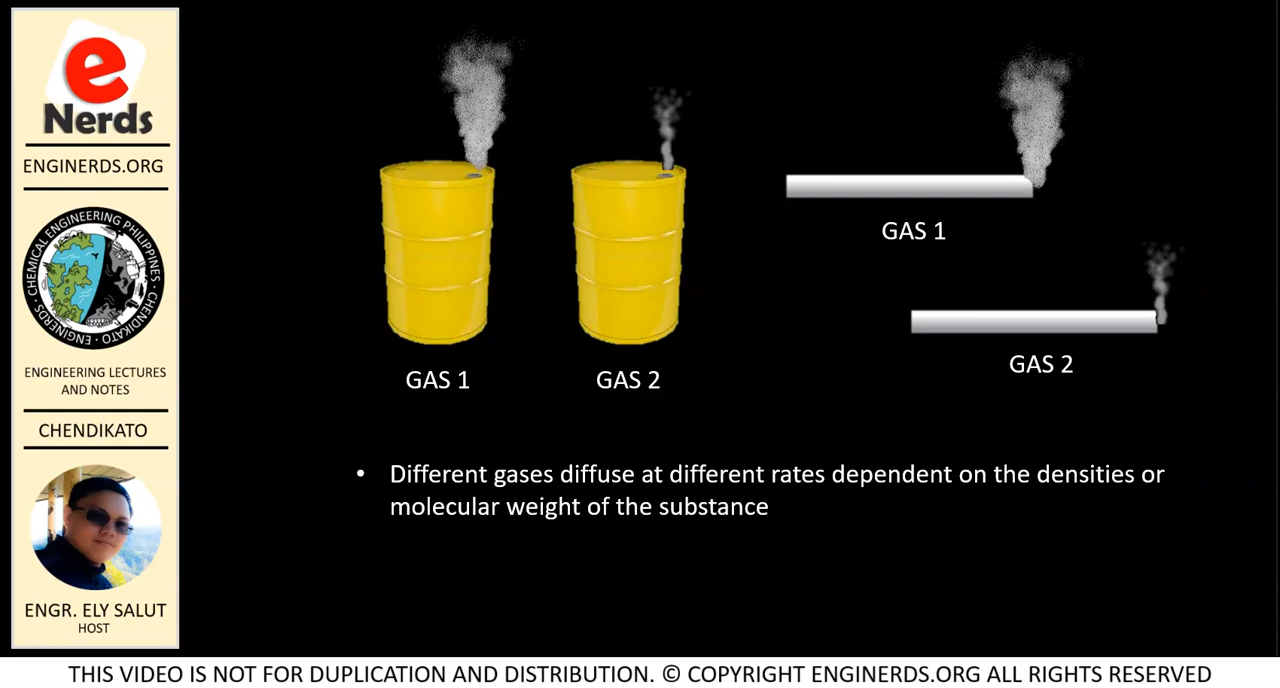 e
Nerds
ENGINERDS.ORG
CHEMICAL ENGINEERING PHILIPPINES · CHENDIKATO · ENGINERDS ·
ENGINEERING LECTURES
AND NOTES
CHENDIKATO
ENGR. ELY SALUT
HOST
GAS 1
GAS 2
GAS 1
GAS 2
• Different gases diffuse at different rates dependent on the densities or
molecular weight of the substance
THIS VIDEO IS NOT FOR DUPLICATION AND DISTRIBUTION. © COPYRIGHT ENGINERDS.ORG ALL RIGHTS RESERVED